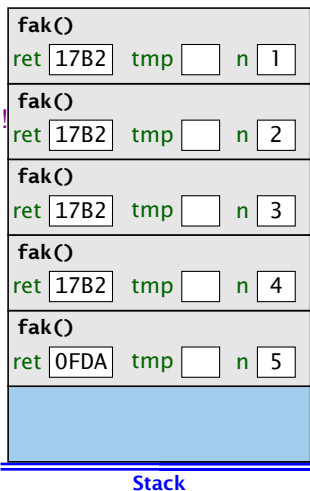 fak()
ret 17B2 tmp n 1
fak()
!
ret 17B2 tmp n 2
fak()
ret 17B2 tmp n 3
fak()
ret 17B2 tmp n 4
fak()
ret 0FDA tmp n 5
Stack